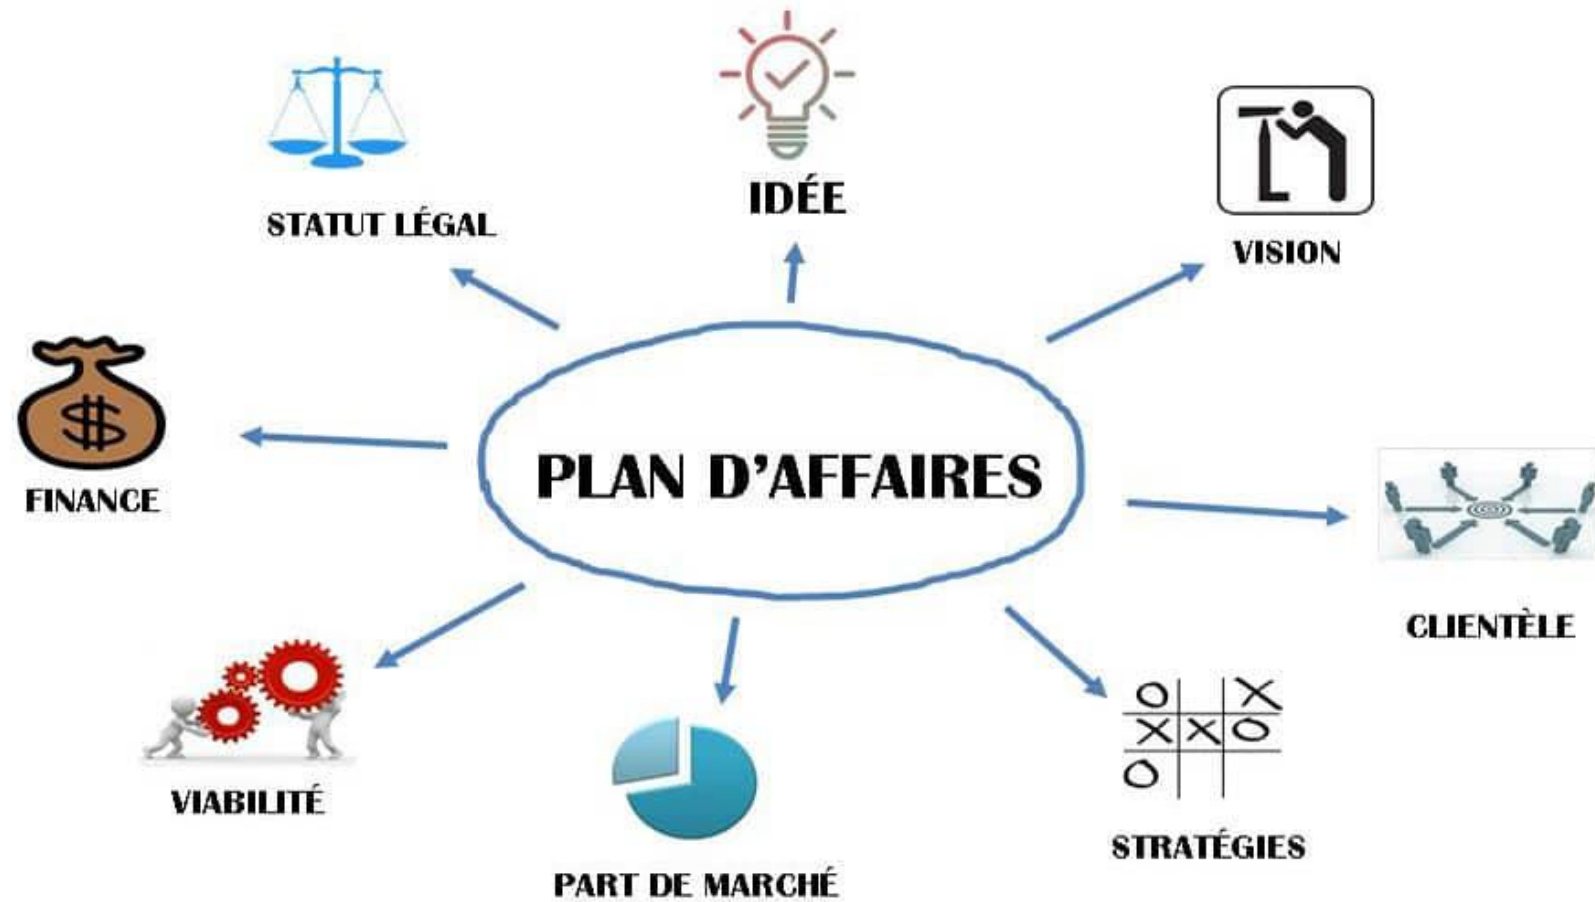 IDÉE
STATUT LÉGAL
VISION
PLAN D'AFFAIRES
FINANCE
CLIENTÈLE
VIABILITÉ
STRATÉGIES
PART DE MARCHÉ